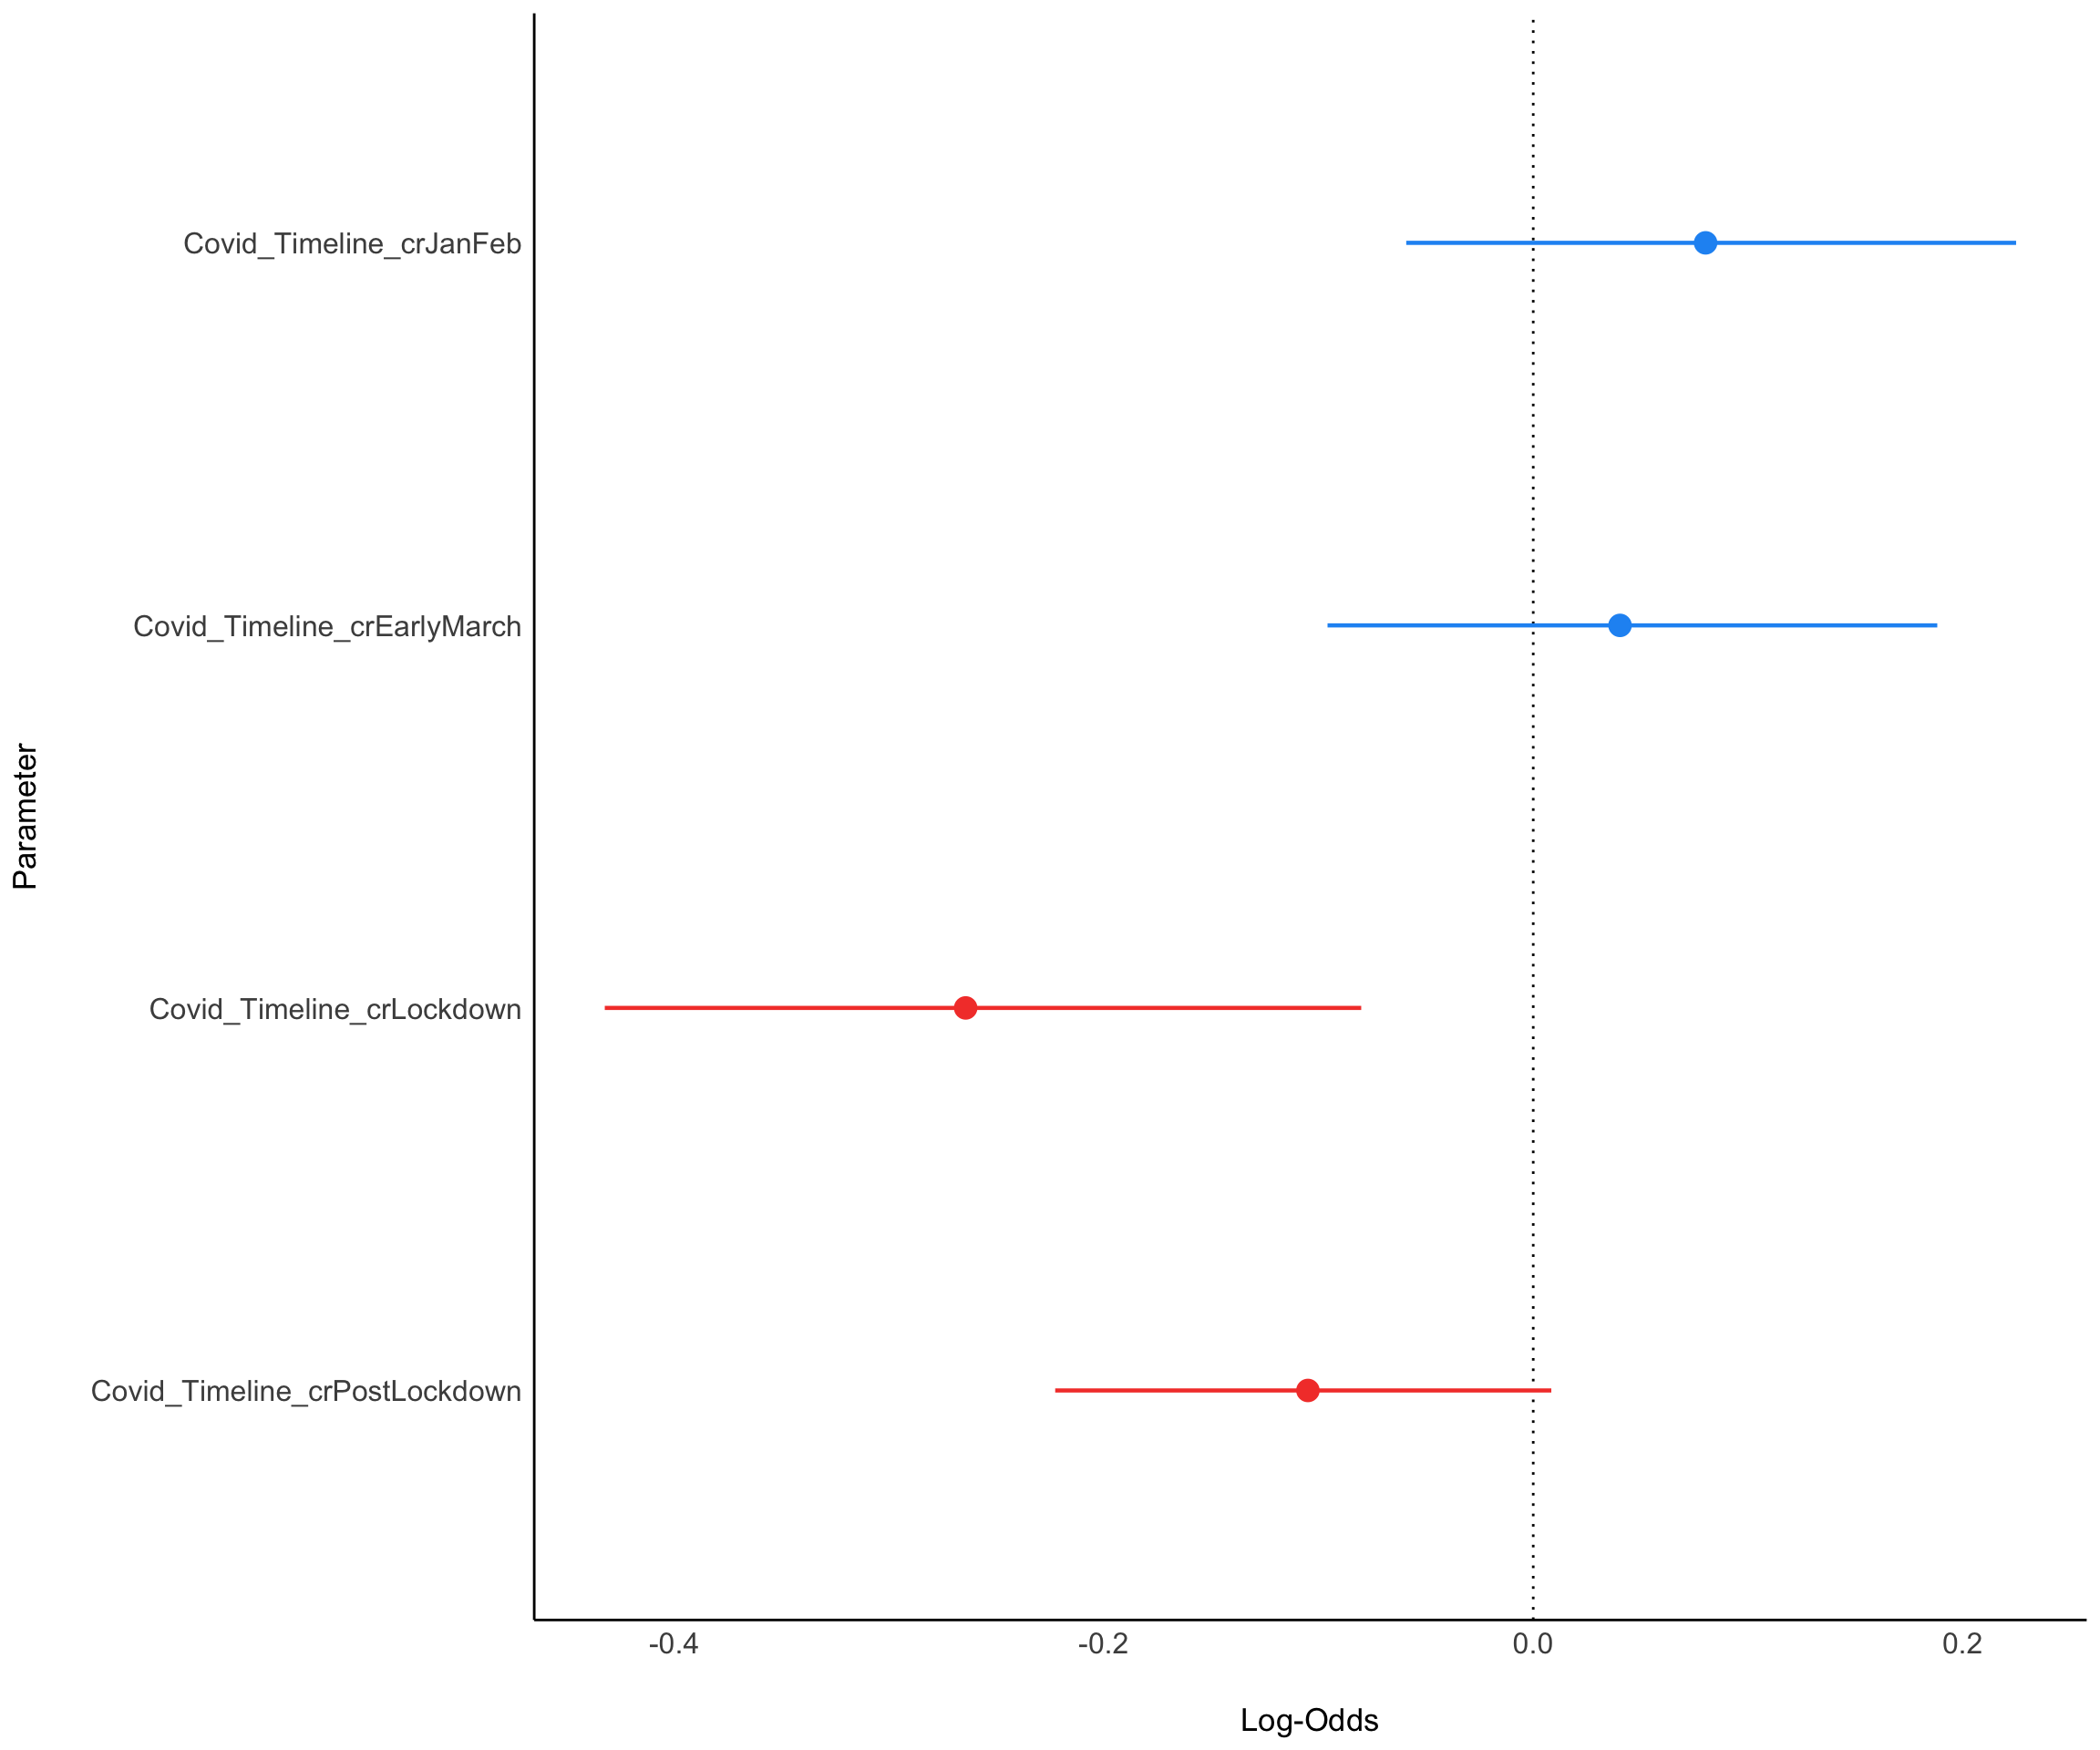 Covid_Timeline_crJanFeb
Covid_Timeline_crEarlyMarch
Parameter
Covid_Timeline_crLockdown
Covid_Timeline_crPostLockdown
-0.4 -0.2 0.0 0.2
Log-Odds